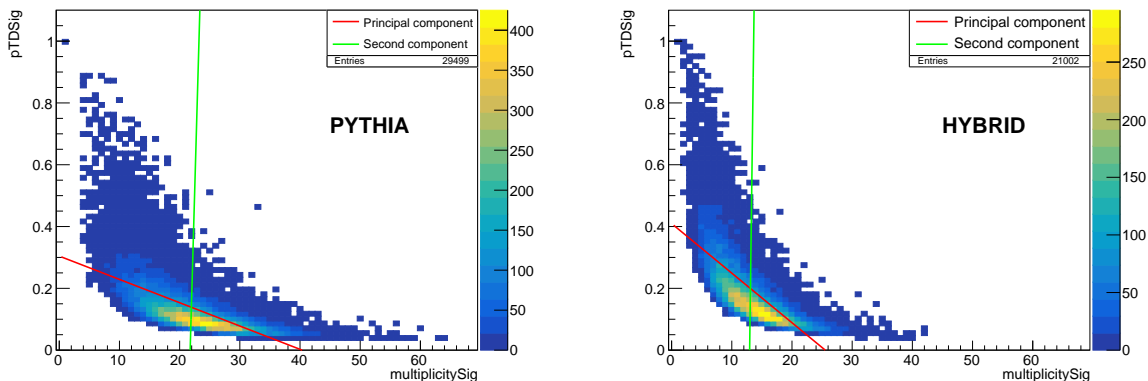 pTDSig
Principal component
Second component
Entries 29499
PYTHIA
1
0.8
0.6
0.4
0.2
0
0 10 20 30 40 50 60
multiplicitySig
400
350
300
250
200
150
100
50
0
pTDSig
Principal component
Second component
Entries 21002
HYBRID
1
0.8
0.6
0.4
0.2
0
0 10 20 30 40 50 60
multiplicitySig
250
200
150
100
50
0